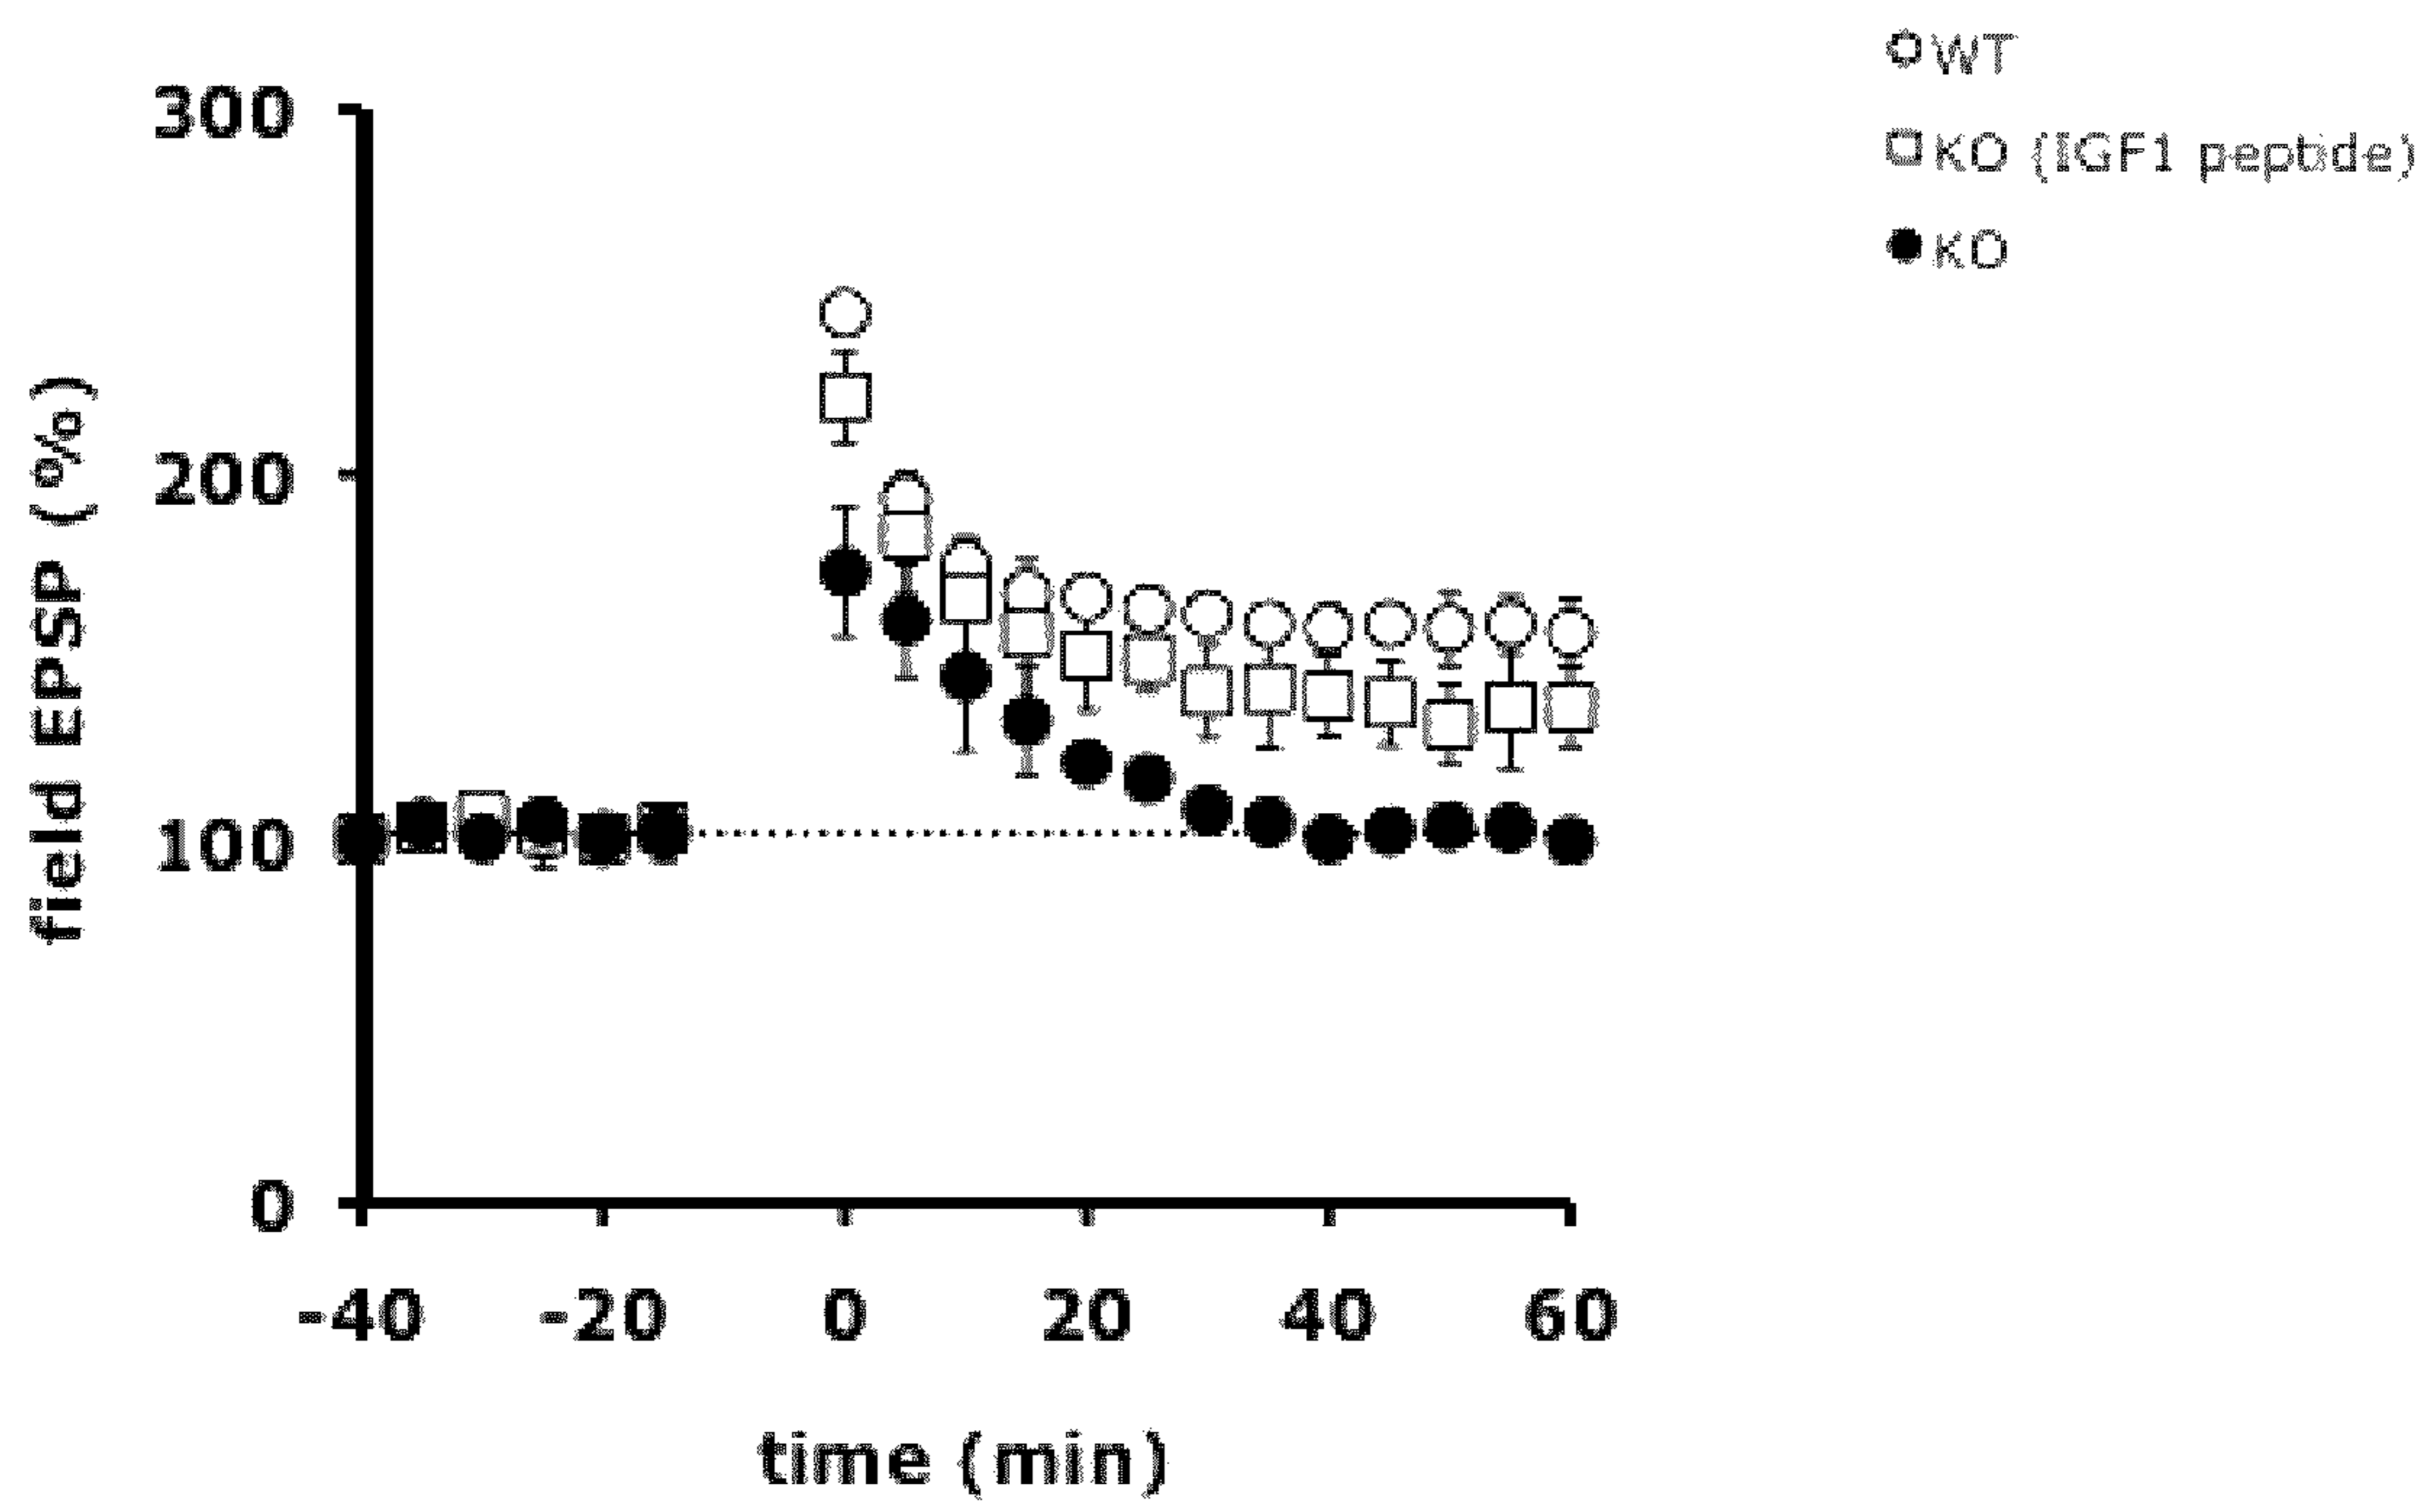 WT
KO (IGF1 peptide)
KO
300
200
100
0
field EPSP (%)
-40 -20 0 20 40 60
time (min)